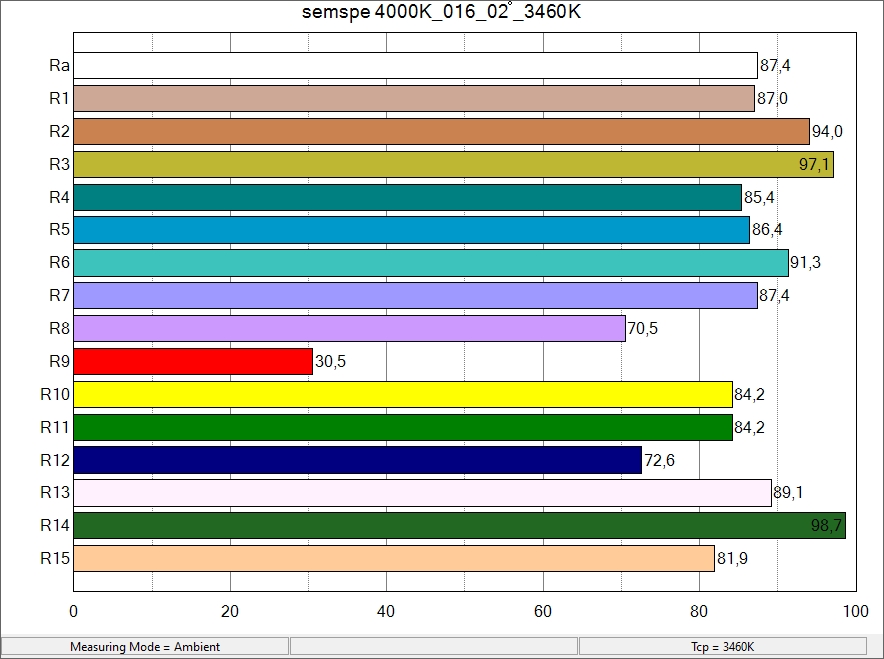 semspe 4000K_016_02°_3460K
Ra 87,4
R1 87,0
R2 94,0
R3 97,1
R4 85,4
R5 86,4
R6 91,3
R7 87,4
R8 70,5
R9 30,5
R10 84,2
R11 84,2
R12 72,6
R13 89,1
R14 98,7
R15 81,9
0 20 40 60 80 100
Measuring Mode = Ambient Tcp = 3460K